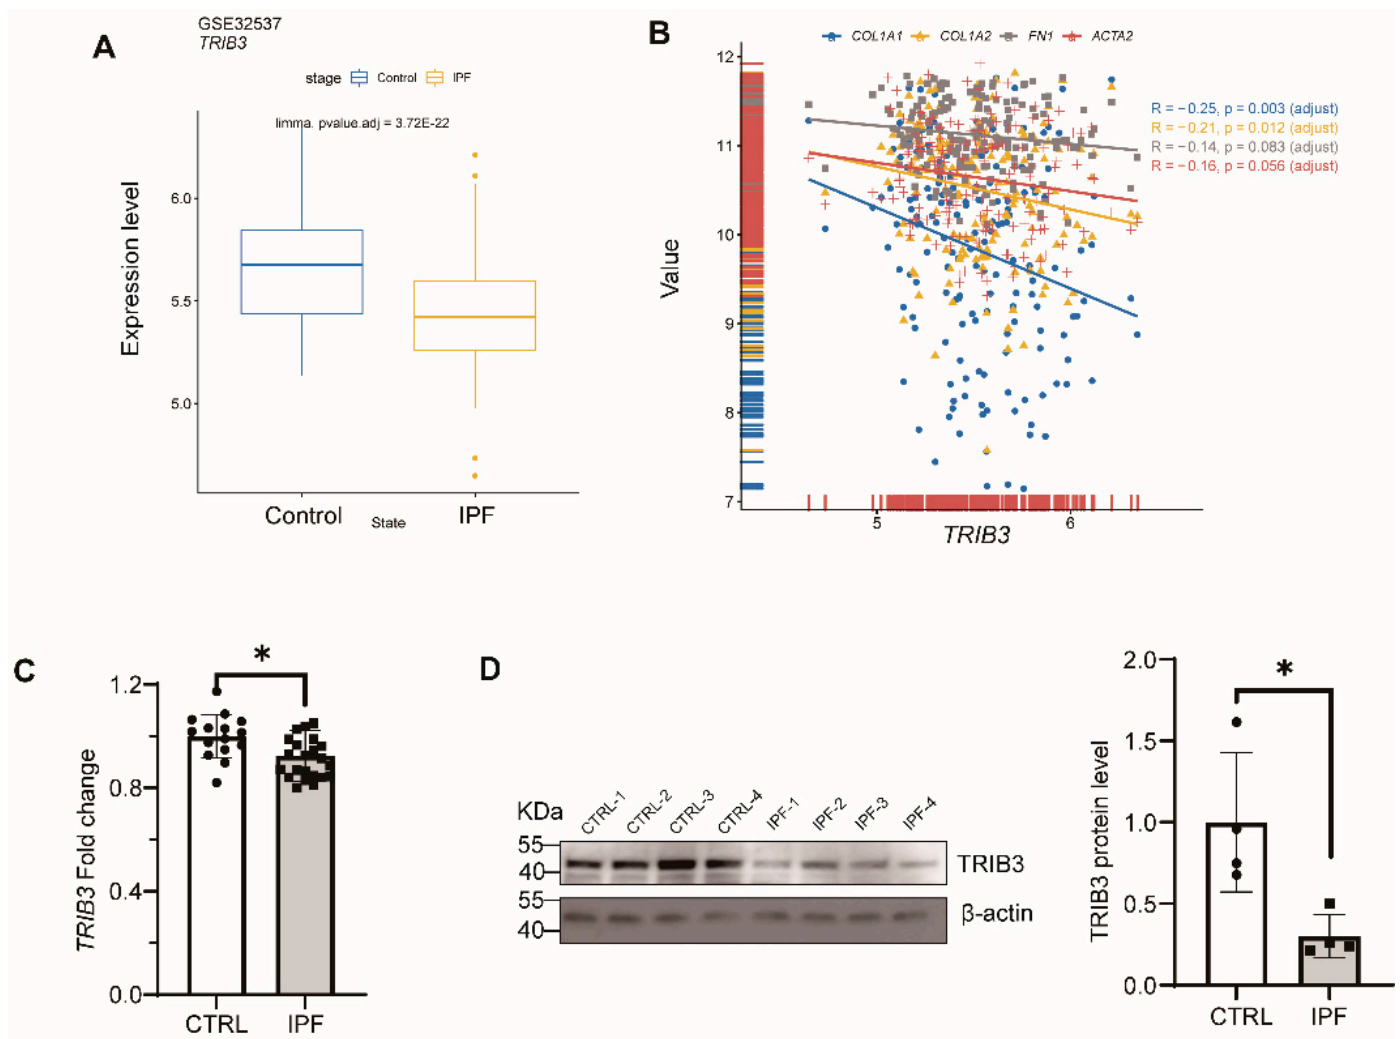 A
GSE32537
TRIB3
stage Control IPF
limma. pvalue.adj = 3.72E-22
Expression level
6.0
5.5
5.0
Control State IPF
B
COL1A1 COL1A2 FN1 ACTA2
R = −0.25, p = 0.003 (adjust)
R = −0.21, p = 0.012 (adjust)
R = −0.14, p = 0.083 (adjust)
R = −0.16, p = 0.056 (adjust)
Value
12
11
10
9
8
7
5 6
TRIB3
C
*
TRIB3 Fold change
1.2
0.8
0.4
0.0
CTRL IPF
D
KDa CTRL-1 CTRL-2 CTRL-3 CTRL-4 IPF-1 IPF-2 IPF-3 IPF-4
55
40
TRIB3
55
40
β-actin
*
TRIB3 protein level
2.0
1.5
1.0
0.5
0.0
CTRL IPF